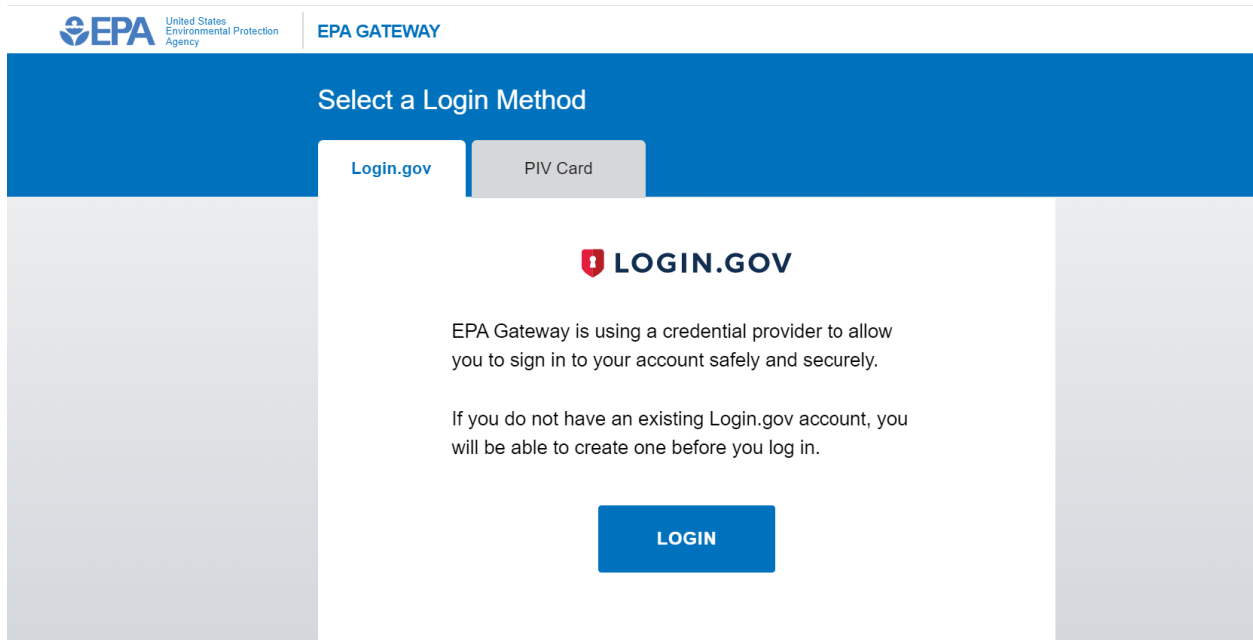 EPA
United States
Environmental Protection
Agency
EPA GATEWAY
Select a Login Method
Login.gov
PIV Card
LOGIN.GOV
EPA Gateway is using a credential provider to allow
you to sign in to your account safely and securely.
If you do not have an existing Login.gov account, you
will be able to create one before you log in.
LOGIN